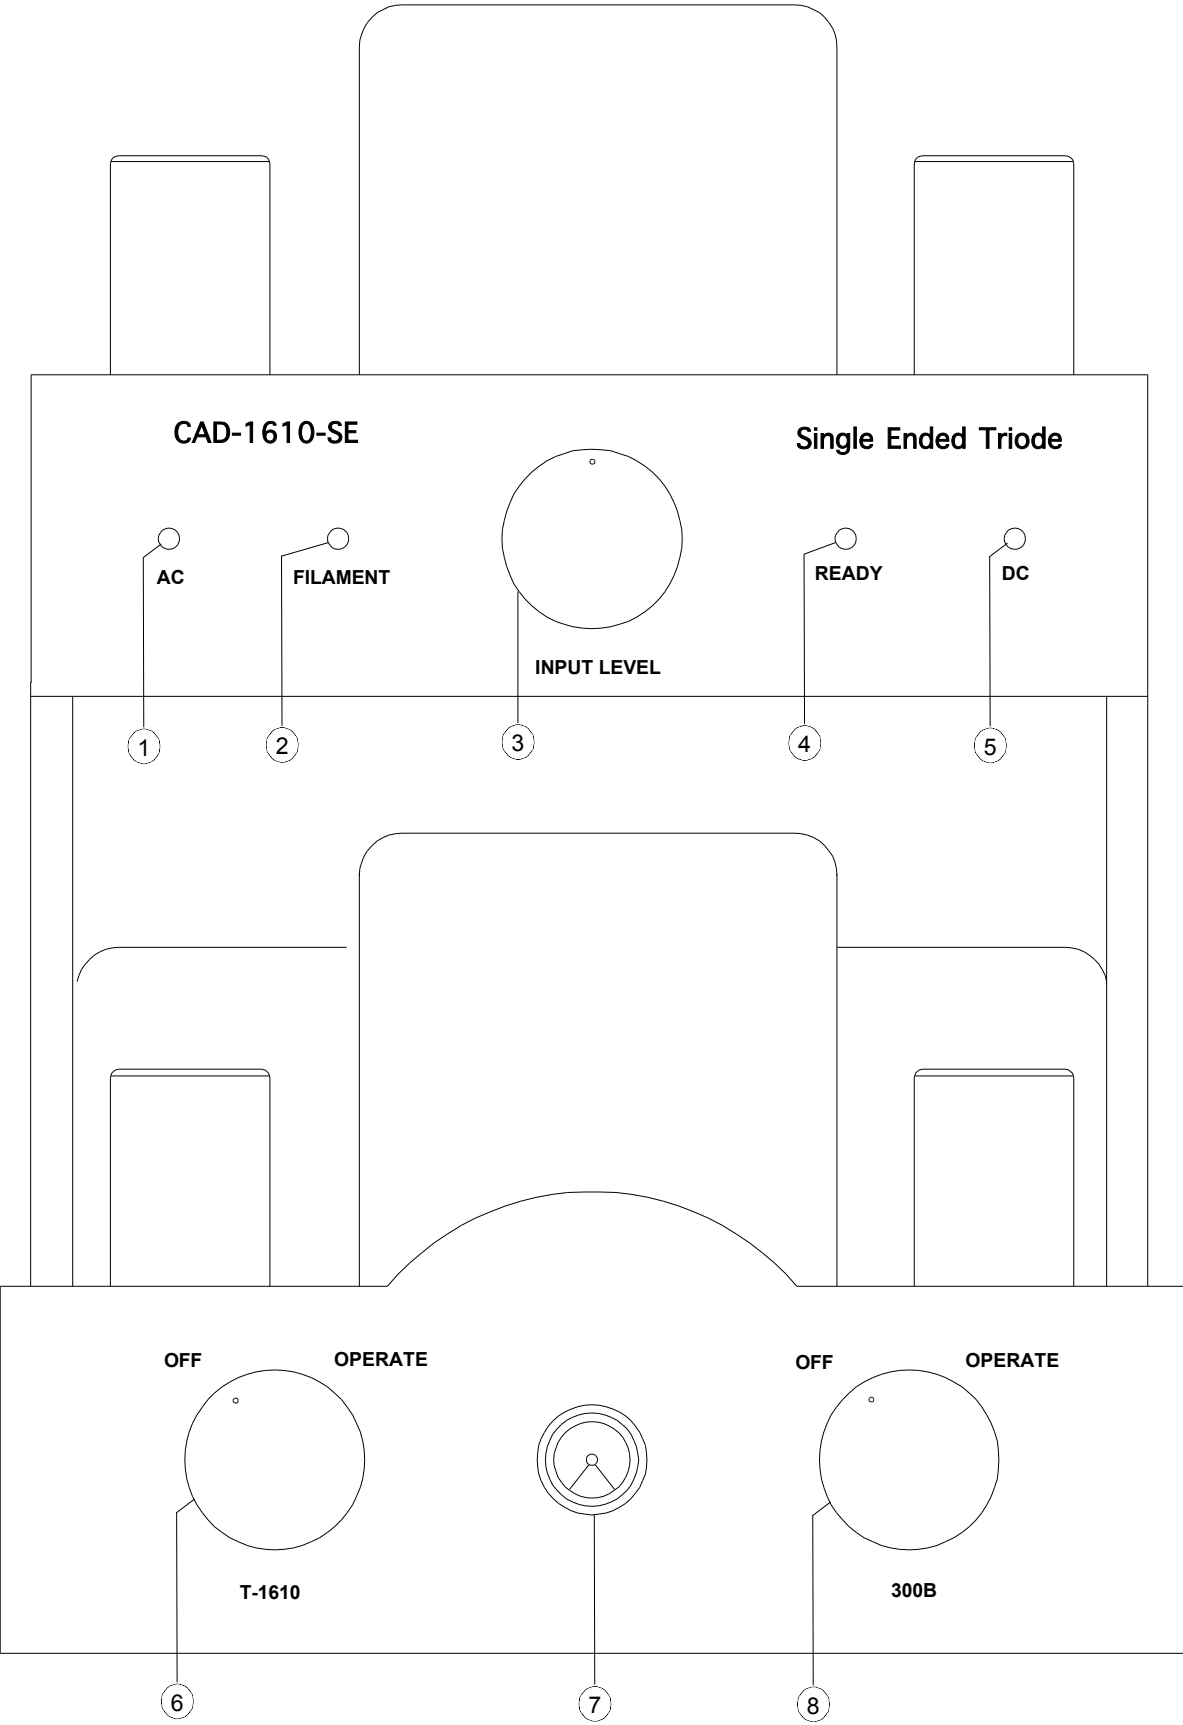 CAD-1610-SE
Single Ended Triode
AC
FILAMENT
READY
DC
INPUT LEVEL
1
2
3
4
5
OFF
OPERATE
OFF
OPERATE
T-1610
300B
6
7
8